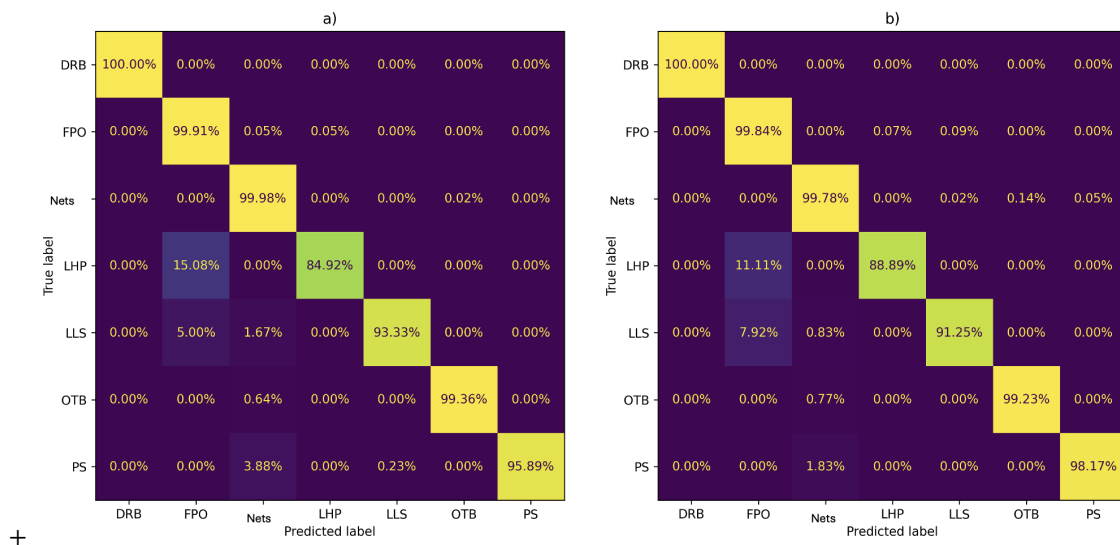 a)
True label
DRB 100.00% 0.00% 0.00% 0.00% 0.00% 0.00% 0.00%
FPO 0.00% 99.91% 0.05% 0.05% 0.00% 0.00% 0.00%
Nets 0.00% 0.00% 99.98% 0.00% 0.00% 0.02% 0.00%
LHP 0.00% 15.08% 0.00% 84.92% 0.00% 0.00% 0.00%
LLS 0.00% 5.00% 1.67% 0.00% 93.33% 0.00% 0.00%
OTB 0.00% 0.00% 0.64% 0.00% 0.00% 99.36% 0.00%
PS 0.00% 0.00% 3.88% 0.00% 0.23% 0.00% 95.89%
DRB FPO Nets LHP LLS OTB PS
Predicted label
b)
True label
DRB 100.00% 0.00% 0.00% 0.00% 0.00% 0.00% 0.00%
FPO 0.00% 99.84% 0.00% 0.07% 0.09% 0.00% 0.00%
Nets 0.00% 0.00% 99.78% 0.00% 0.02% 0.14% 0.05%
LHP 0.00% 11.11% 0.00% 88.89% 0.00% 0.00% 0.00%
LLS 0.00% 7.92% 0.83% 0.00% 91.25% 0.00% 0.00%
OTB 0.00% 0.00% 0.77% 0.00% 0.00% 99.23% 0.00%
PS 0.00% 0.00% 1.83% 0.00% 0.00% 0.00% 98.17%
DRB FPO Nets LHP LLS OTB PS
Predicted label
+